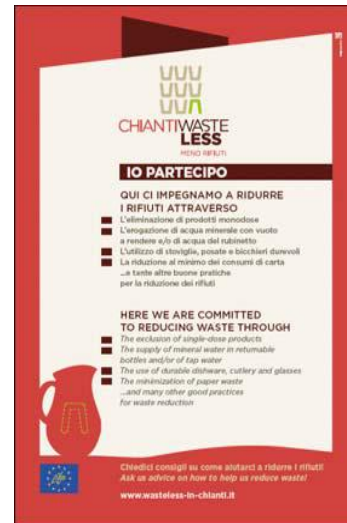 CHIANTIWASTE
LESS
MENO RIFIUTI
IO PARTECIPO
QUI CI IMPEGNAMO A RIDURRE
I RIFIUTI ATTRAVERSO
L'eliminazione di prodotti monodose
L'erogazione di acqua minerale con vuoto
a rendere e/o di acqua del rubinetto
L'utilizzo di stoviglie, posate e bicchieri durevoli
La riduzione al minimo dei consumi di carta
...e tante altre buone pratiche
per la riduzione dei rifiuti
HERE WE ARE COMMITTED
TO REDUCING WASTE THROUGH
The exclusion of single-dose products
The supply of mineral water in returnable
bottles and/or of tap water
The use of durable dishware, cutlery and glasses
The minimization of paper waste
...and many other good practices
for waste reduction
Chiedici consigli su come aiutarci a ridurre i rifiuti!
Ask us advice on how to help us reduce waste!
www.wasteless-in-chianti.it